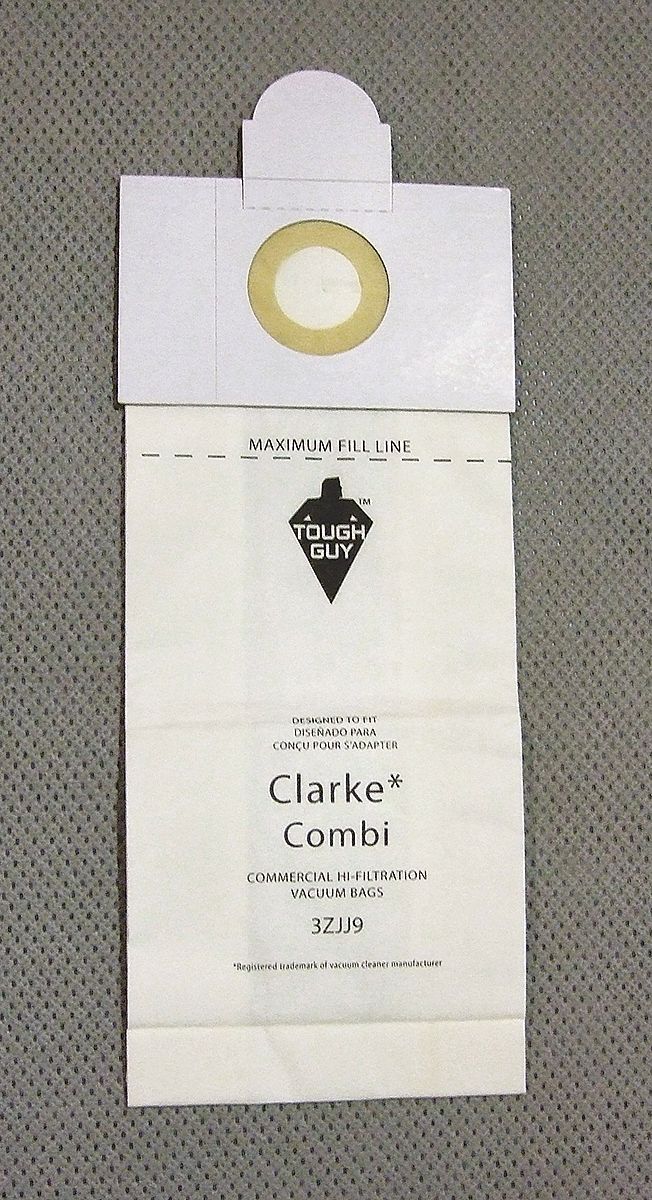 MAXIMUM FILL LINE
TM
TOUGH
GUY
DESIGNED TO FIT
DISEÑADO PARA
CONÇU POUR S'ADAPTER
Clarke*
Combi
COMMERCIAL HI-FILTRATION
VACUUM BAGS
3ZJJ9
*Registered trademark of vacuum cleaner manufacturer